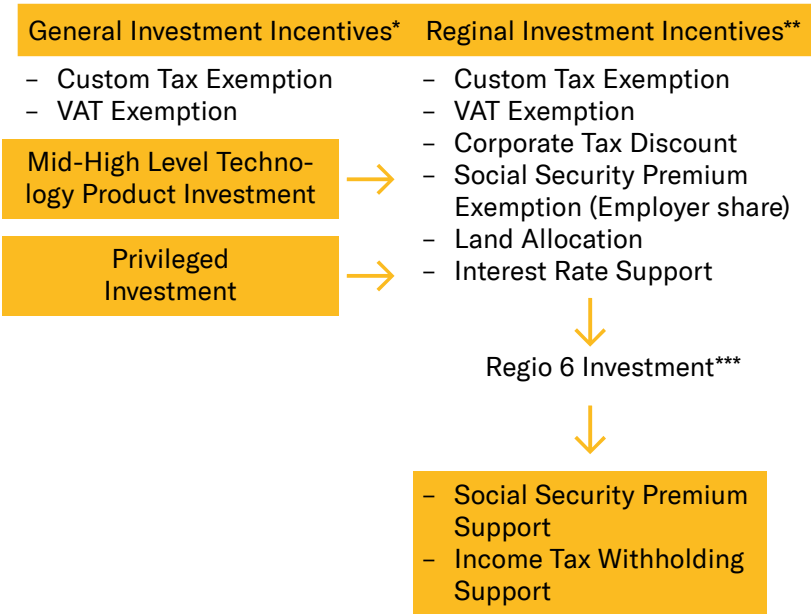 General Investment Incentives*
– Custom Tax Exemption
– VAT Exemption
Mid-High Level Techno-
logy Product Investment
Privileged
Investment
Reginal Investment Incentives**
– Custom Tax Exemption
– VAT Exemption
– Corporate Tax Discount
– Social Security Premium
Exemption (Employer share)
– Land Allocation
– Interest Rate Support
Regio 6 Investment***
– Social Security Premium
Support
– Income Tax Withholding
Support